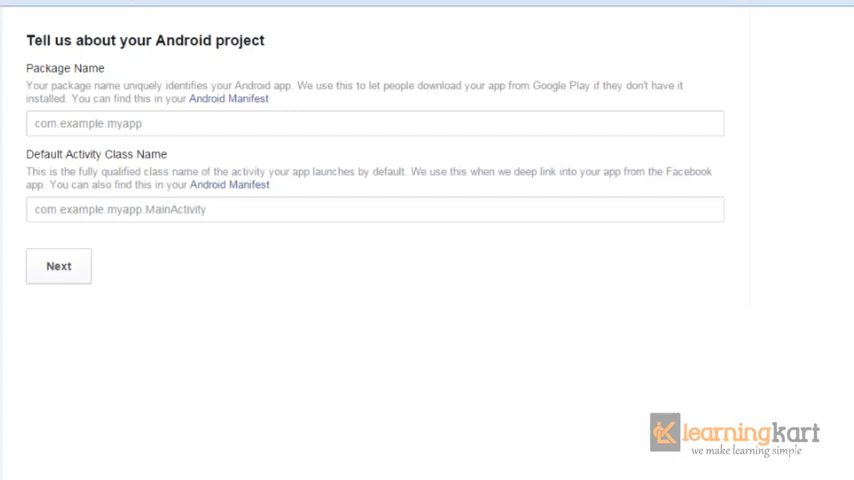 Tell us about your Android project
Package Name
Your package name uniquely identifies your Android app. We use this to let people download your app from Google Play if they don't have it
installed. You can find this in your Android Manifest
com.example.myapp
Default Activity Class Name
This is the fully qualified class name of the activity your app launches by default. We use this when we deep link into your app from the Facebook
app. You can also find this in your Android Manifest
com.example.myapp.MainActivity
Next
learningkart
we make learning simple